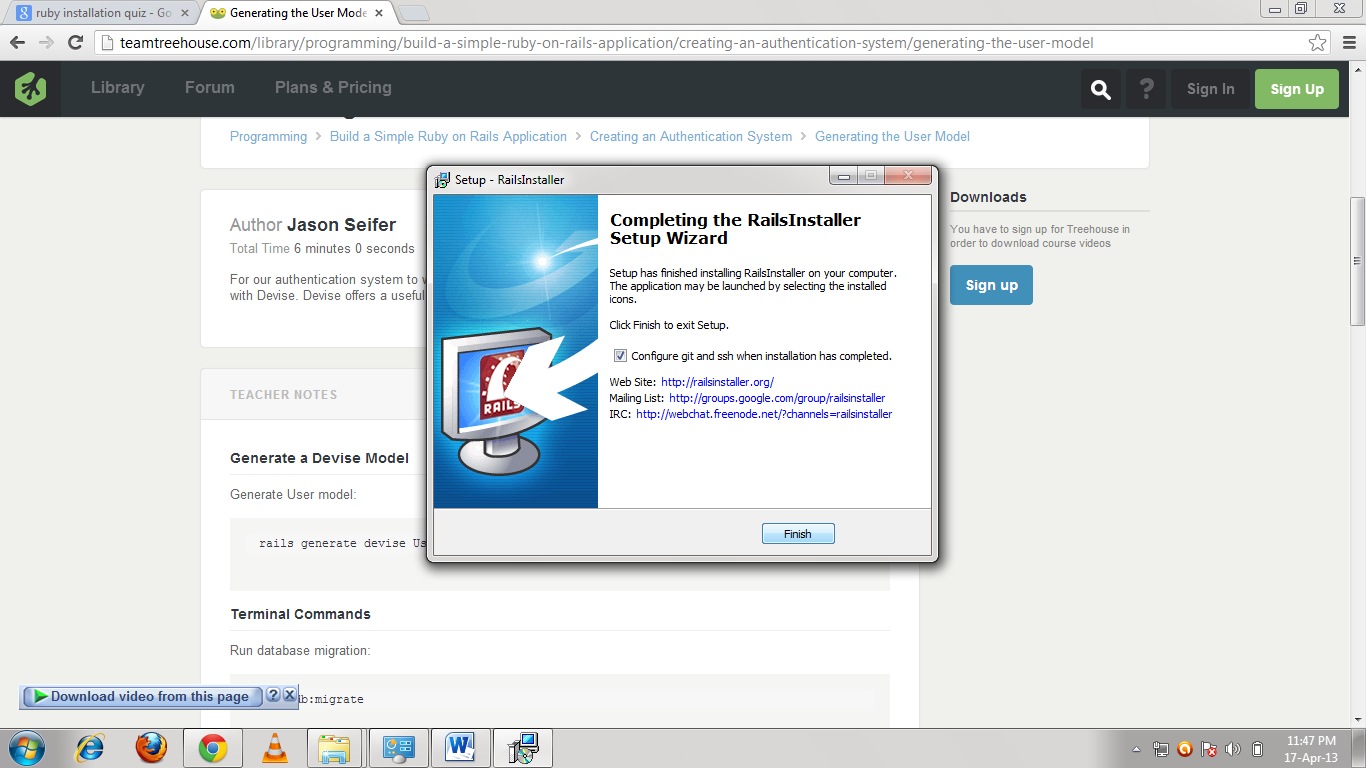 ruby installation quiz - Go
Generating the User Mode
teamtreehouse.com/library/programming/build-a-simple-ruby-on-rails-application/creating-an-authentication-system/generating-the-user-model
Library Forum Plans & Pricing ? Sign In Sign Up
Programming > Build a Simple Ruby on Rails Application > Creating an Authentication System > Generating the User Model
Author Jason Seifer
Total Time 6 minutes 0 seconds
For our authentication system to
with Devise. Devise offers a useful
TEACHER NOTES
Generate a Devise Model
Generate User model:
rails generate devise Us
Terminal Commands
Run database migration:
db:migrate
Downloads
You have to sign up for Treehouse in
order to download course videos
Sign up
Setup - RailsInstaller
Completing the RailsInstaller
Setup Wizard
Setup has finished installing RailsInstaller on your computer.
The application may be launched by selecting the installed
icons.
Click Finish to exit Setup.
Configure git and ssh when installation has completed.
Web Site: http://railsinstaller.org/
Mailing List: http://groups.google.com/group/railsinstaller
IRC: http://webchat.freenode.net/?channels=railsinstaller
RAILS
Finish
Download video from this page ?
11:47 PM
17-Apr-13